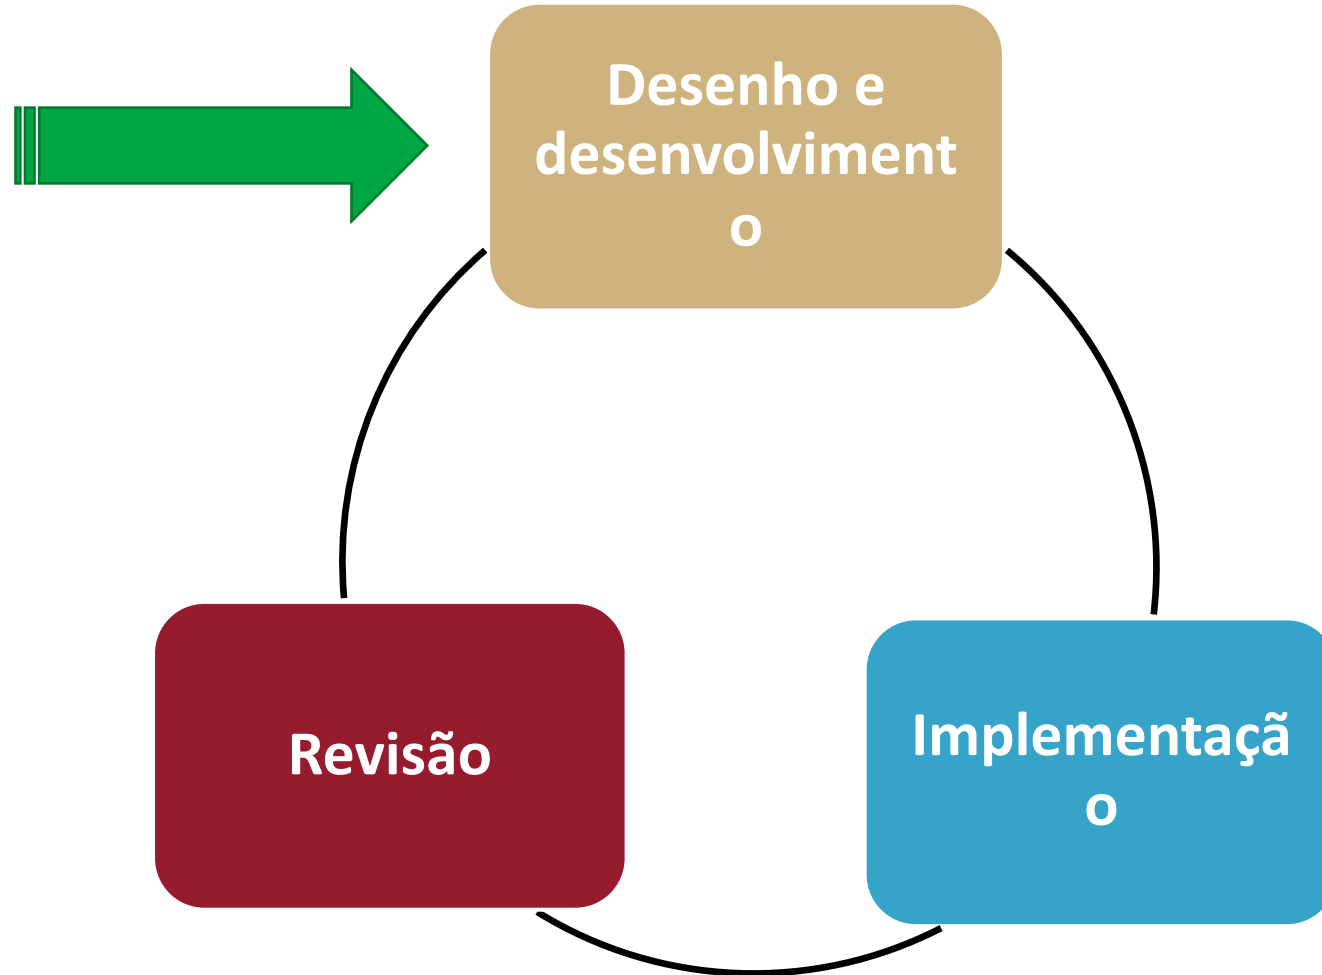 Desenho e
desenvolviment
o
Revisão
Implementaçã
o